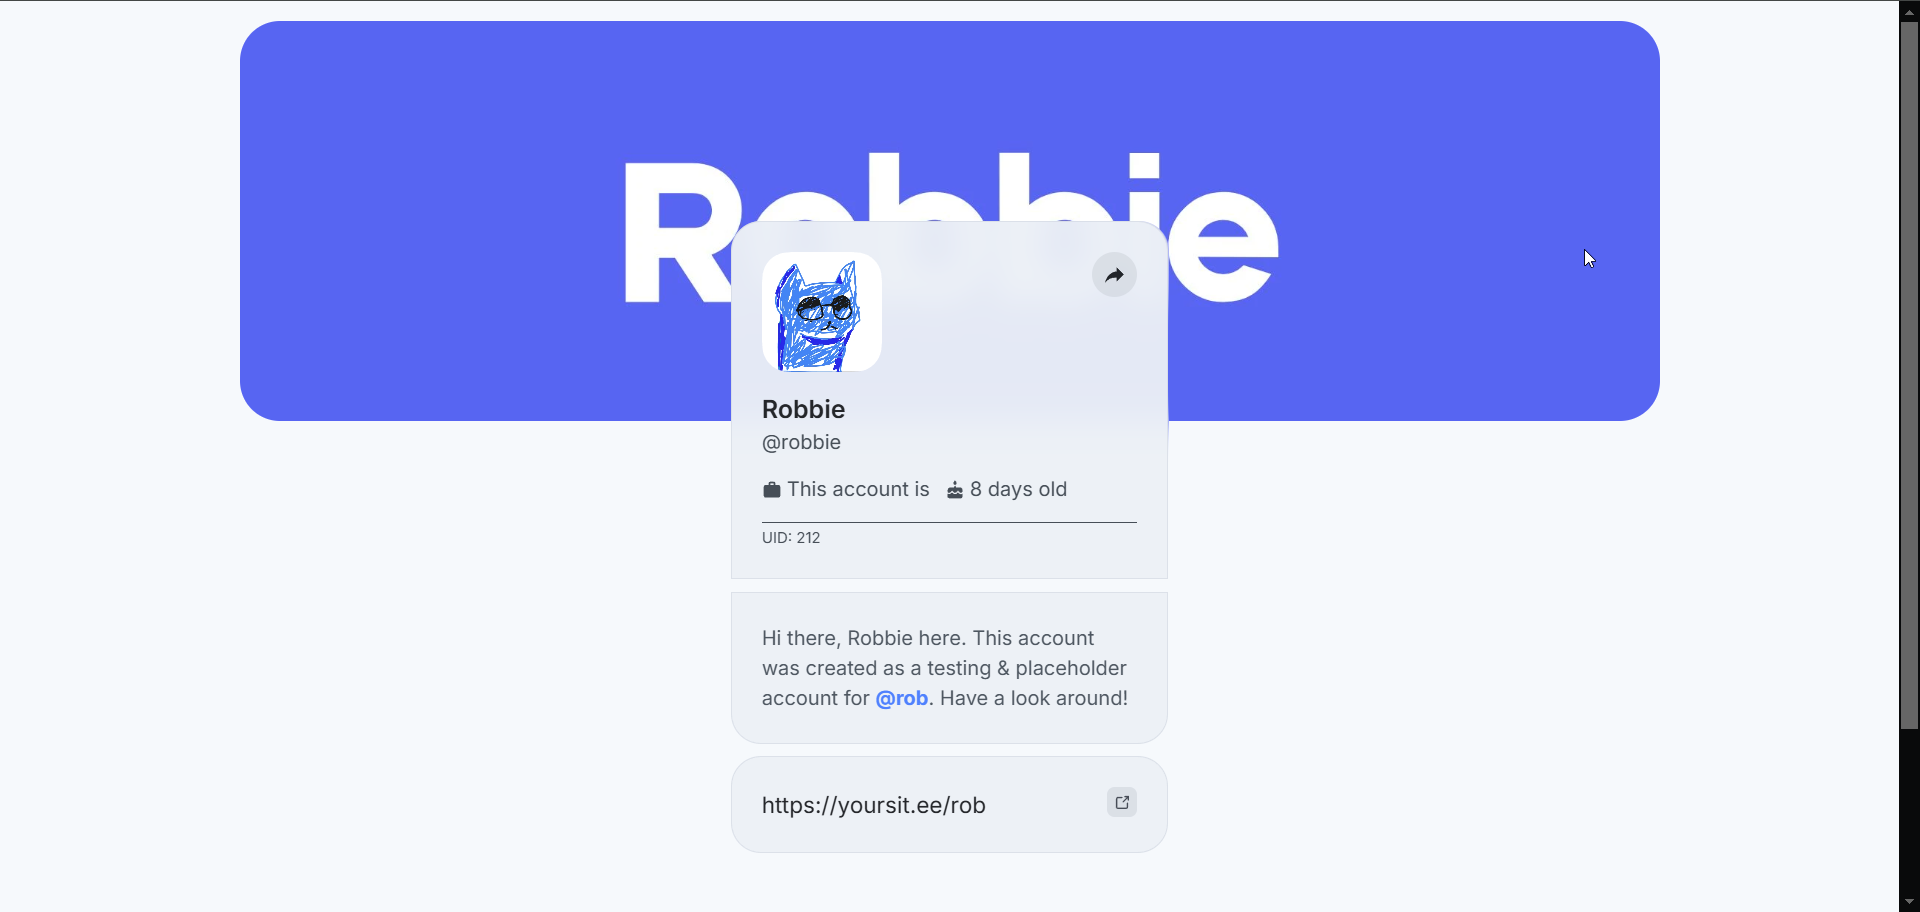 Robbie
Robbie
@robbie
This account is 8 days old
UID: 212
Hi there, Robbie here. This account
was created as a testing & placeholder
account for @rob. Have a look around!
https://yoursit.ee/rob